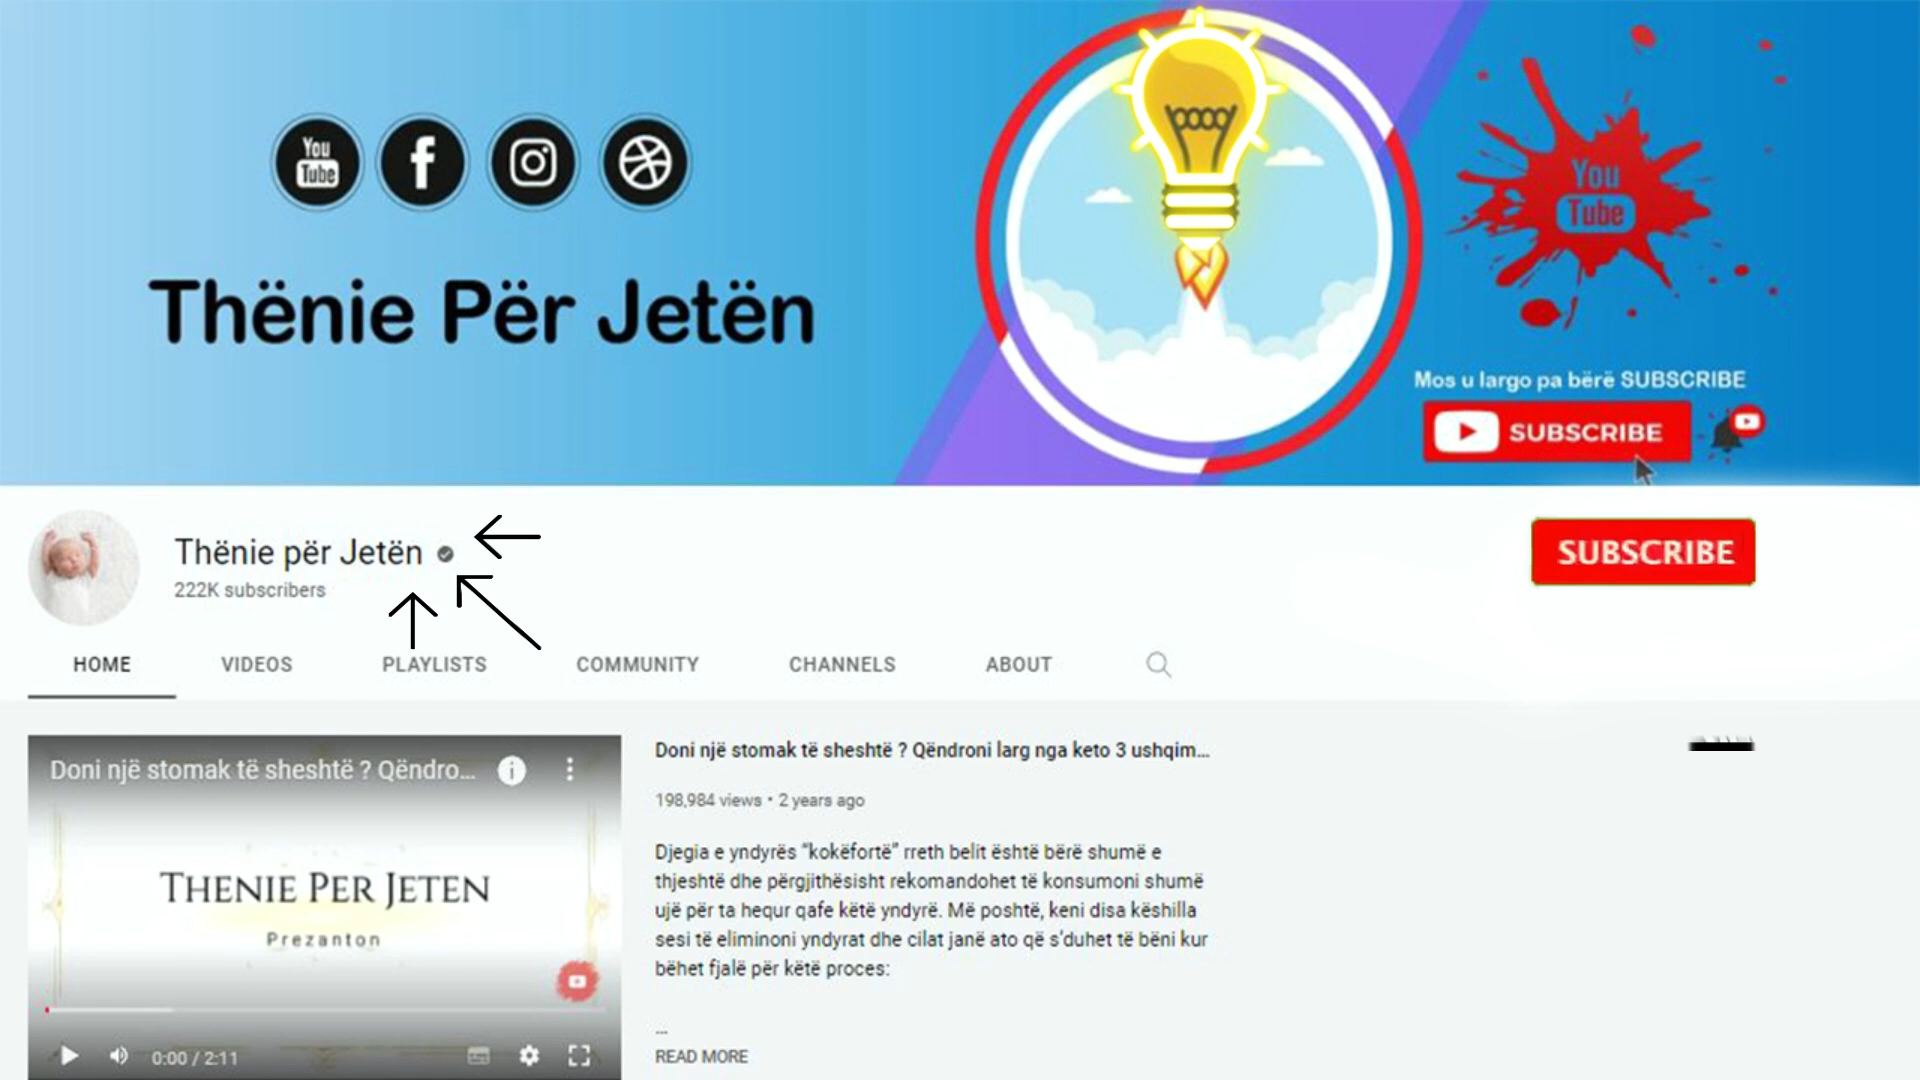 You
Tube
Thënie Për Jetën
You
Tube
Mos u largo pa bërë SUBSCRIBE
SUBSCRIBE
Thënie për Jetën
222K subscribers
SUBSCRIBE
HOME VIDEOS PLAYLISTS COMMUNITY CHANNELS ABOUT
Doni një stomak të sheshtë ? Qëndro...
THENIE PER JETEN
Prezanton
0:00 / 2:11
Doni një stomak të sheshtë ? Qëndroni larg nga keto 3 ushqim...
198,984 views • 2 years ago
Djegia e yndyrës “kokëfortë” rreth belit është bërë shumë e
thjeshtë dhe përgjithësisht rekomandohet të konsumoni shumë
ujë për ta hequr qafe këtë yndyrë. Më poshtë, keni disa këshilla
sesi të eliminoni yndyrat dhe cilat janë ato që s'duhet të bëni kur
bëhet fjalë për këtë proces:
...
READ MORE